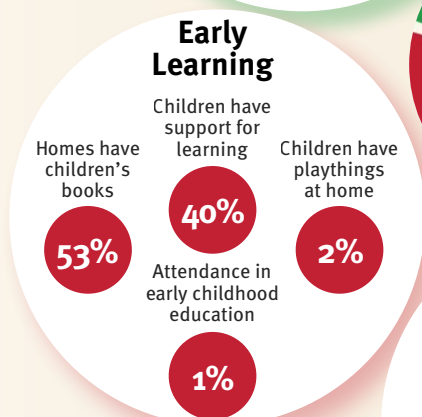 Early
Learning
Children have
support for
learning
40%
Homes have
children’s
books
53%
Children have
playthings
at home
2%
Attendance in
early childhood
education
1%